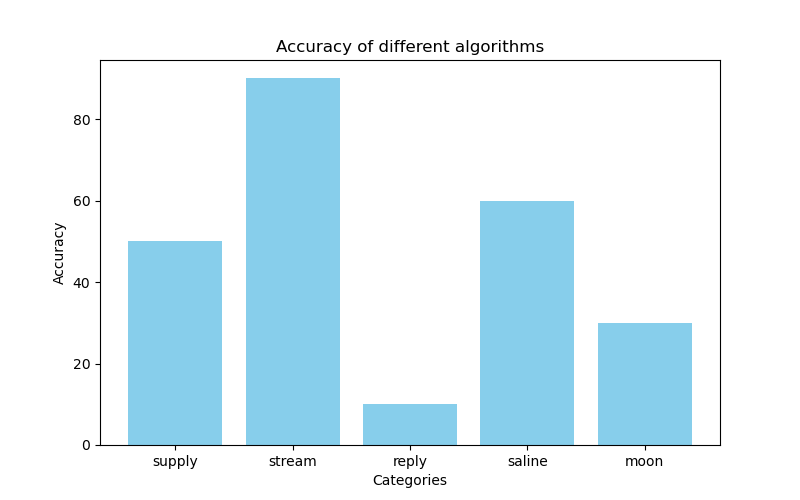 Accuracy of different algorithms
Accuracy
80
60
40
20
0
supply stream reply saline moon
Categories